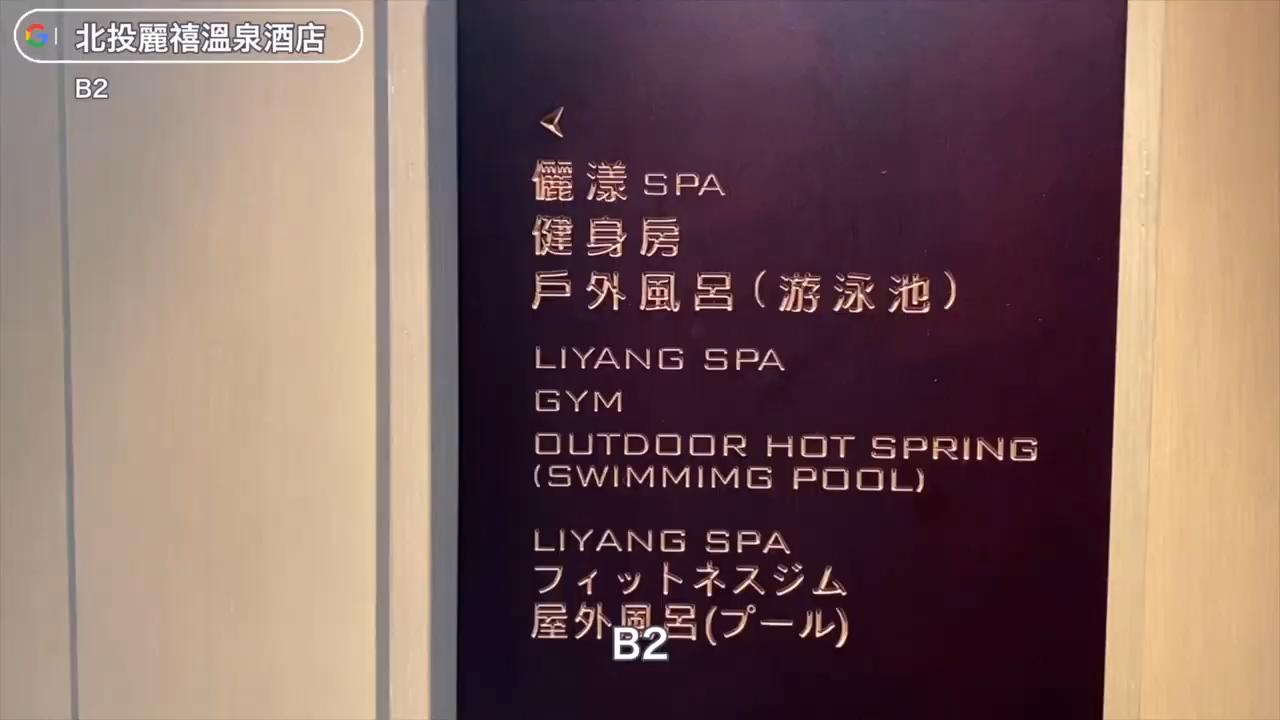 北投麗禧溫泉酒店
B2
儷漾 SPA
健身房
戶外風呂(游泳池)
LIYANG SPA
GYM
OUTDOOR HOT SPRING
(SWIMMIMG POOL)
LIYANG SPA
フィットネスジム
屋外風呂(プール)
B2